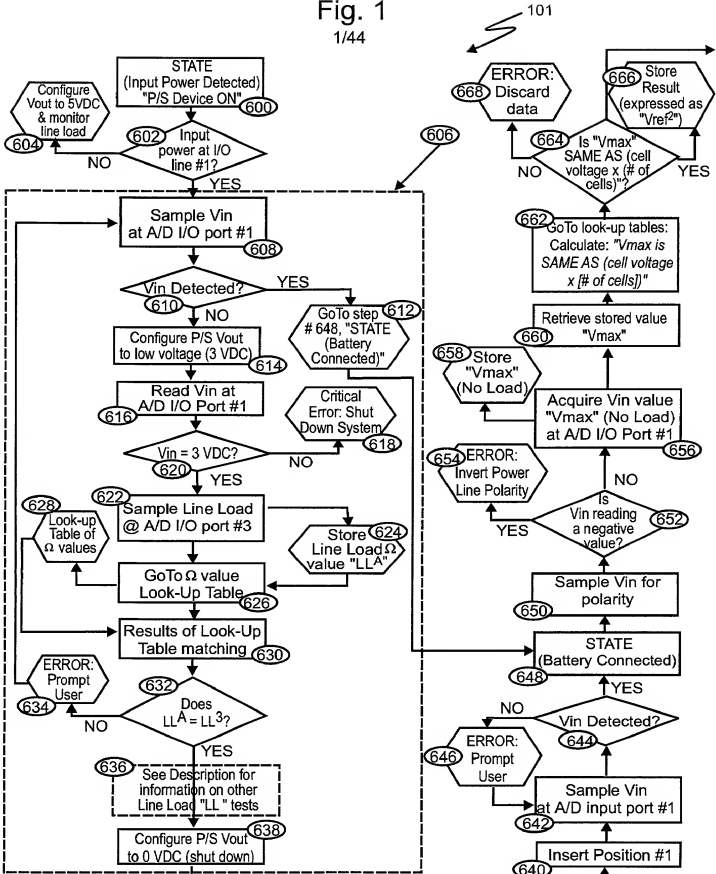 Fig. 1
1/44
101
STATE
(Input Power Detected)
"P/S Device ON"
600
Configure
Vout to 5VDC
& monitor
line load
604
602
Input
power at I/O
line #1?
NO
YES
606
Sample Vin
at A/D I/O port #1
608
Vin Detected?
610
YES
NO
GoTo step
# 648, "STATE
(Battery
Connected)"
612
Configure P/S Vout
to low voltage (3 VDC)
614
Read Vin at
A/D I/O Port #1
616
Critical
Error: Shut
Down System
618
Vin = 3 VDC?
620
NO
YES
622
Sample Line Load
@ A/D I/O port #3
628
Look-up
Table of
Ω values
624
Store
Line Load Ω
value "LLA"
GoTo Ω value
Look-Up Table
626
Results of Look-Up
Table matching
630
ERROR:
Prompt
User
634
632
Does
LLA = LL3?
NO
YES
636
See Description for
information on other
Line Load "LL" tests
638
Configure P/S Vout
to 0 VDC (shut down)
668
ERROR:
Discard
data
666
Store
Result
(expressed as
"Vref2")
664
Is "Vmax"
SAME AS (cell
voltage x (# of
cells)"?
NO
YES
662
GoTo look-up tables:
Calculate: "Vmax is
SAME AS (cell voltage
x [# of cells])"
Retrieve stored value
"Vmax"
660
658
Store
"Vmax"
(No Load)
Acquire Vin value
"Vmax" (No Load)
at A/D I/O Port #1
656
654
ERROR:
Invert Power
Line Polarity
NO
YES
Is
Vin reading
a negative
value?
652
Sample Vin for
polarity
650
STATE
(Battery Connected)
648
YES
NO
Vin Detected?
644
646
ERROR:
Prompt
User
Sample Vin
at A/D input port #1
642
Insert Position #1
640